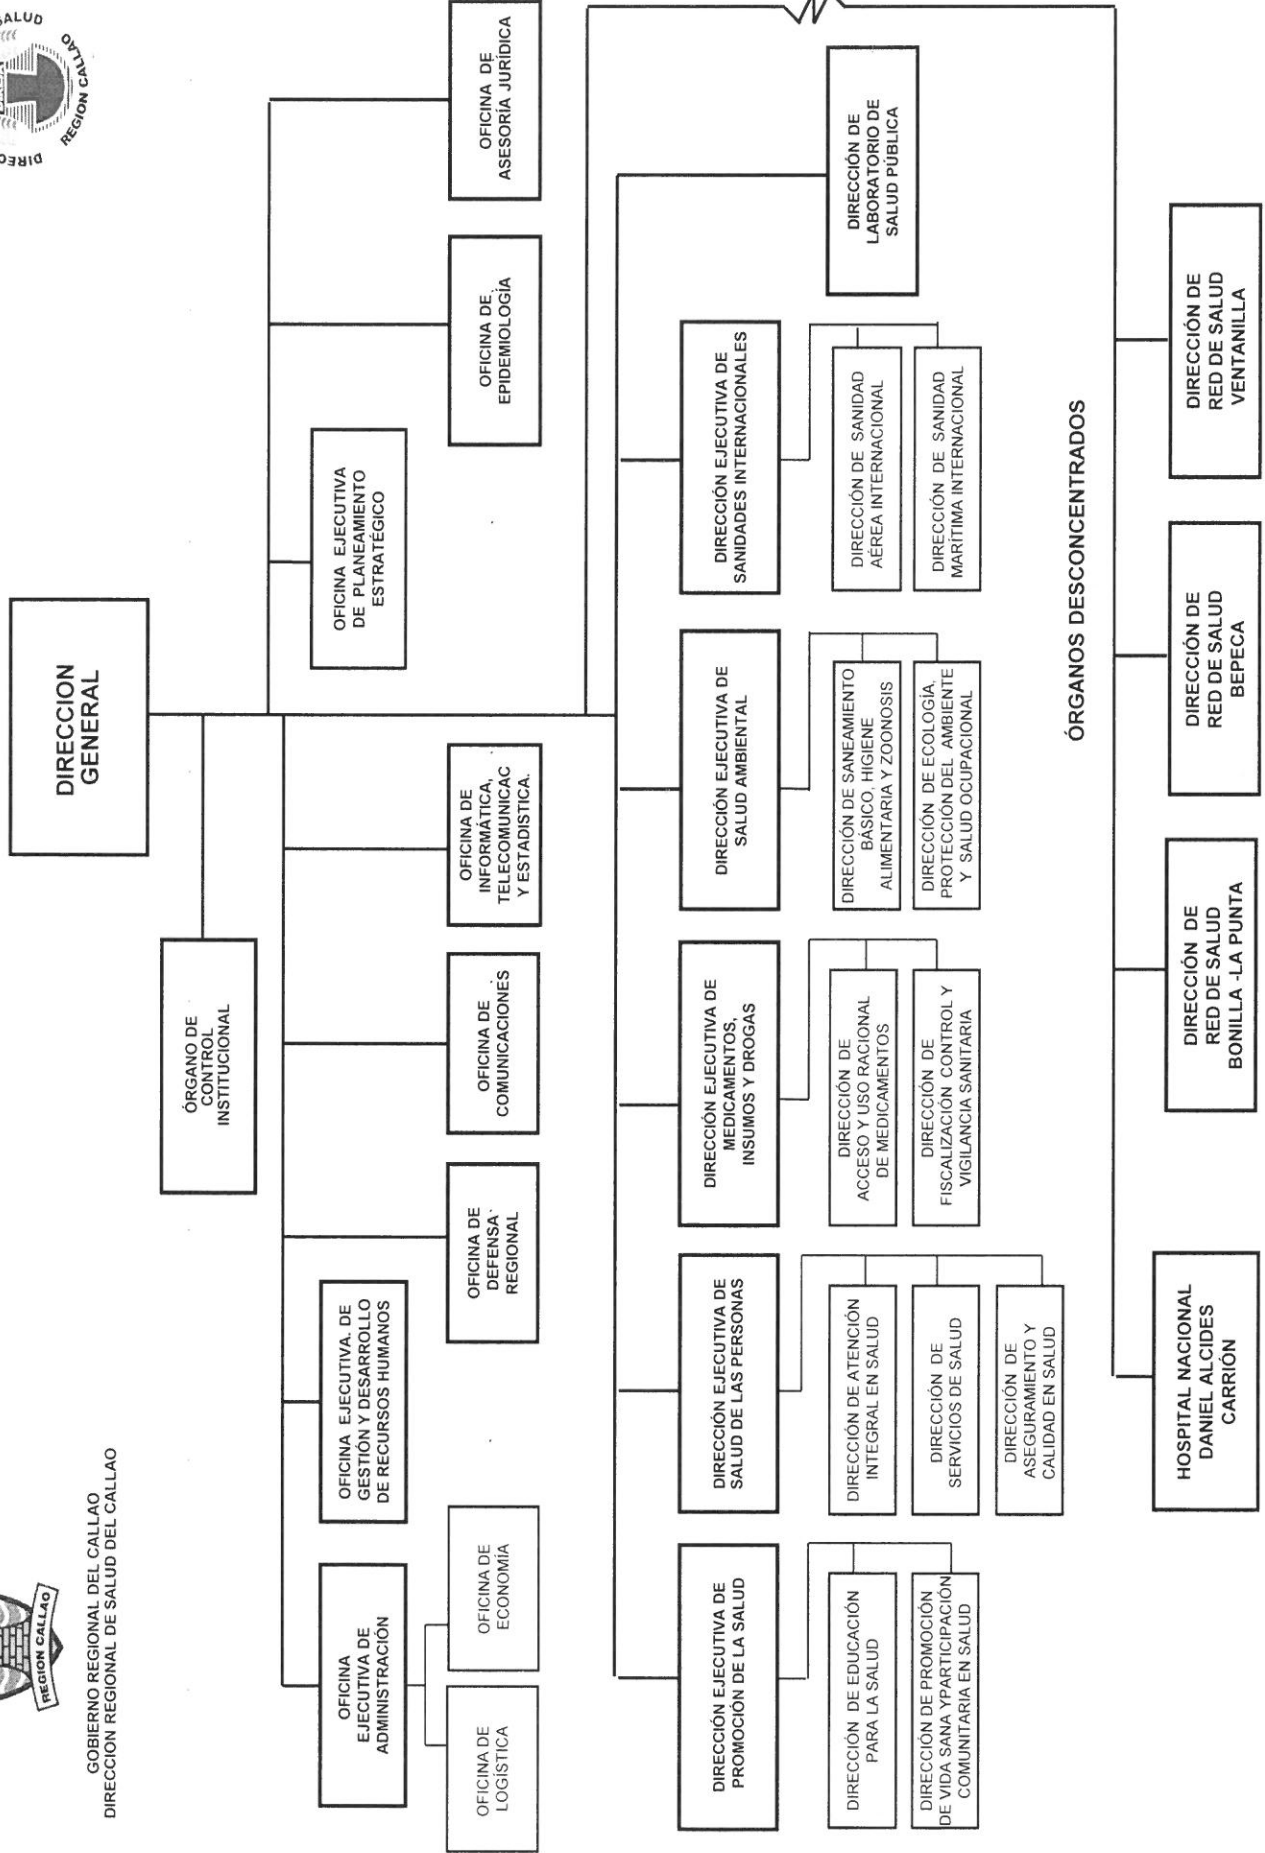 REGION CALLAO
GOBIERNO REGIONAL DEL CALLAO
DIRECCION REGIONAL DE SALUD DEL CALLAO
SALUD
REGION CALLAO
DIRECCION
GENERAL
ÓRGANO DE
CONTROL
INSTITUCIONAL
OFICINA
EJECUTIVA DE
ADMINISTRACIÓN
OFICINA EJECUTIVA. DE
GESTIÓN Y DESARROLLO
DE RECURSOS HUMANOS
OFICINA EJECUTIVA
DE PLANEAMIENTO
ESTRATÉGICO
OFICINA DE
LOGÍSTICA
OFICINA DE
ECONOMÍA
OFICINA DE
DEFENSA
REGIONAL
OFICINA DE
COMUNICACIONES
OFICINA DE
INFORMÁTICA,
TELECOMUNICAC
Y ESTADISTICA.
OFICINA DE
EPIDEMIOLOGÍA
OFICINA DE
ASESORÍA JURÍDICA
DIRECCIÓN EJECUTIVA DE
PROMOCIÓN DE LA SALUD
DIRECCIÓN DE EDUCACIÓN
PARA LA SALUD
DIRECCIÓN DE PROMOCIÓN
DE VIDA SANA YPARTICIPACIÓN
COMUNITARIA EN SALUD
DIRECCIÓN EJECUTIVA DE
SALUD DE LAS PERSONAS
DIRECCIÓN DE ATENCIÓN
INTEGRAL EN SALUD
DIRECCIÓN DE
SERVICIOS DE SALUD
DIRECCIÓN DE
ASEGURAMIENTO Y
CALIDAD EN SALUD
DIRECCIÓN EJECUTIVA DE
MEDICAMENTOS,
INSUMOS Y DROGAS
DIRECCIÓN DE
ACCESO Y USO RACIONAL
DE MEDICAMENTOS
DIRECCIÓN DE
FISCALIZACIÓN CONTROL Y
VIGILANCIA SANITARIA
DIRECCIÓN EJECUTIVA DE
SALUD AMBIENTAL
DIRECCIÓN DE SANEAMIENTO
BÁSICO, HIGIENE
ALIMENTARIA Y ZOONOSIS
DIRECCIÓN DE ECOLOGÍA,
PROTECCIÓN DEL AMBIENTE
Y SALUD OCUPACIONAL
DIRECCIÓN EJECUTIVA DE
SANIDADES INTERNACIONALES
DIRECCIÓN DE SANIDAD
AÉREA INTERNACIONAL
DIRECCIÓN DE SANIDAD
MARÍTIMA INTERNACIONAL
DIRECCIÓN DE
LABORATORIO DE
SALUD PÚBLICA
ÓRGANOS DESCONCENTRADOS
HOSPITAL NACIONAL
DANIEL ALCIDES
CARRIÓN
DIRECCIÓN DE
RED DE SALUD
BONILLA -LA PUNTA
DIRECCIÓN DE
RED DE SALUD
BEPECA
DIRECCIÓN DE
RED DE SALUD
VENTANILLA